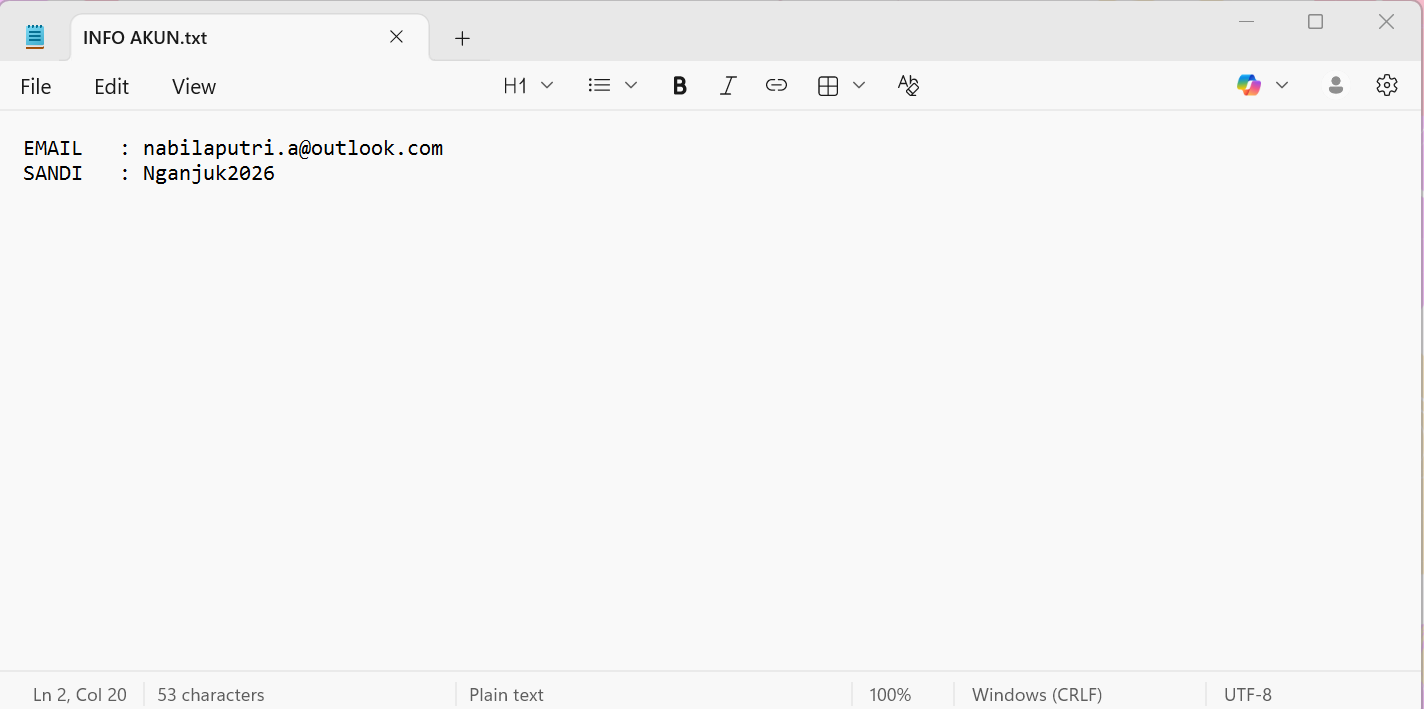 INFO AKUN.txt
File Edit View H1
EMAIL   : nabilaputri.a@outlook.com
SANDI   : Nganjuk2026
Ln 2, Col 20 53 characters Plain text 100% Windows (CRLF) UTF-8